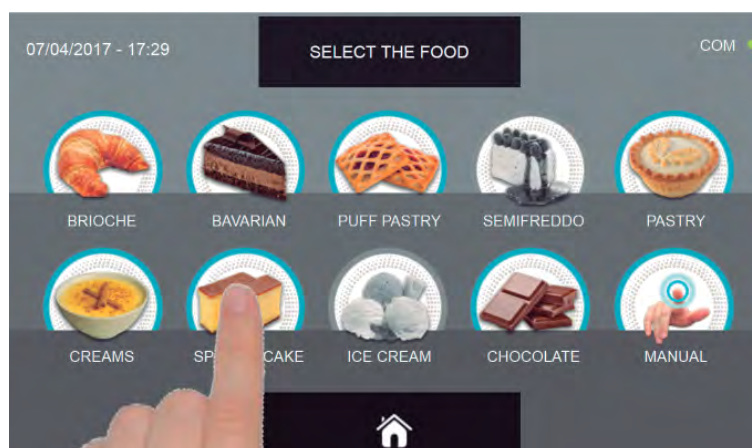 07/04/2017 - 17:29
SELECT THE FOOD
COM
BRIOCHE
BAVARIAN
PUFF PASTRY
SEMIFREDDO
PASTRY
CREAMS
CAKE
ICE CREAM
CHOCOLATE
MANUAL